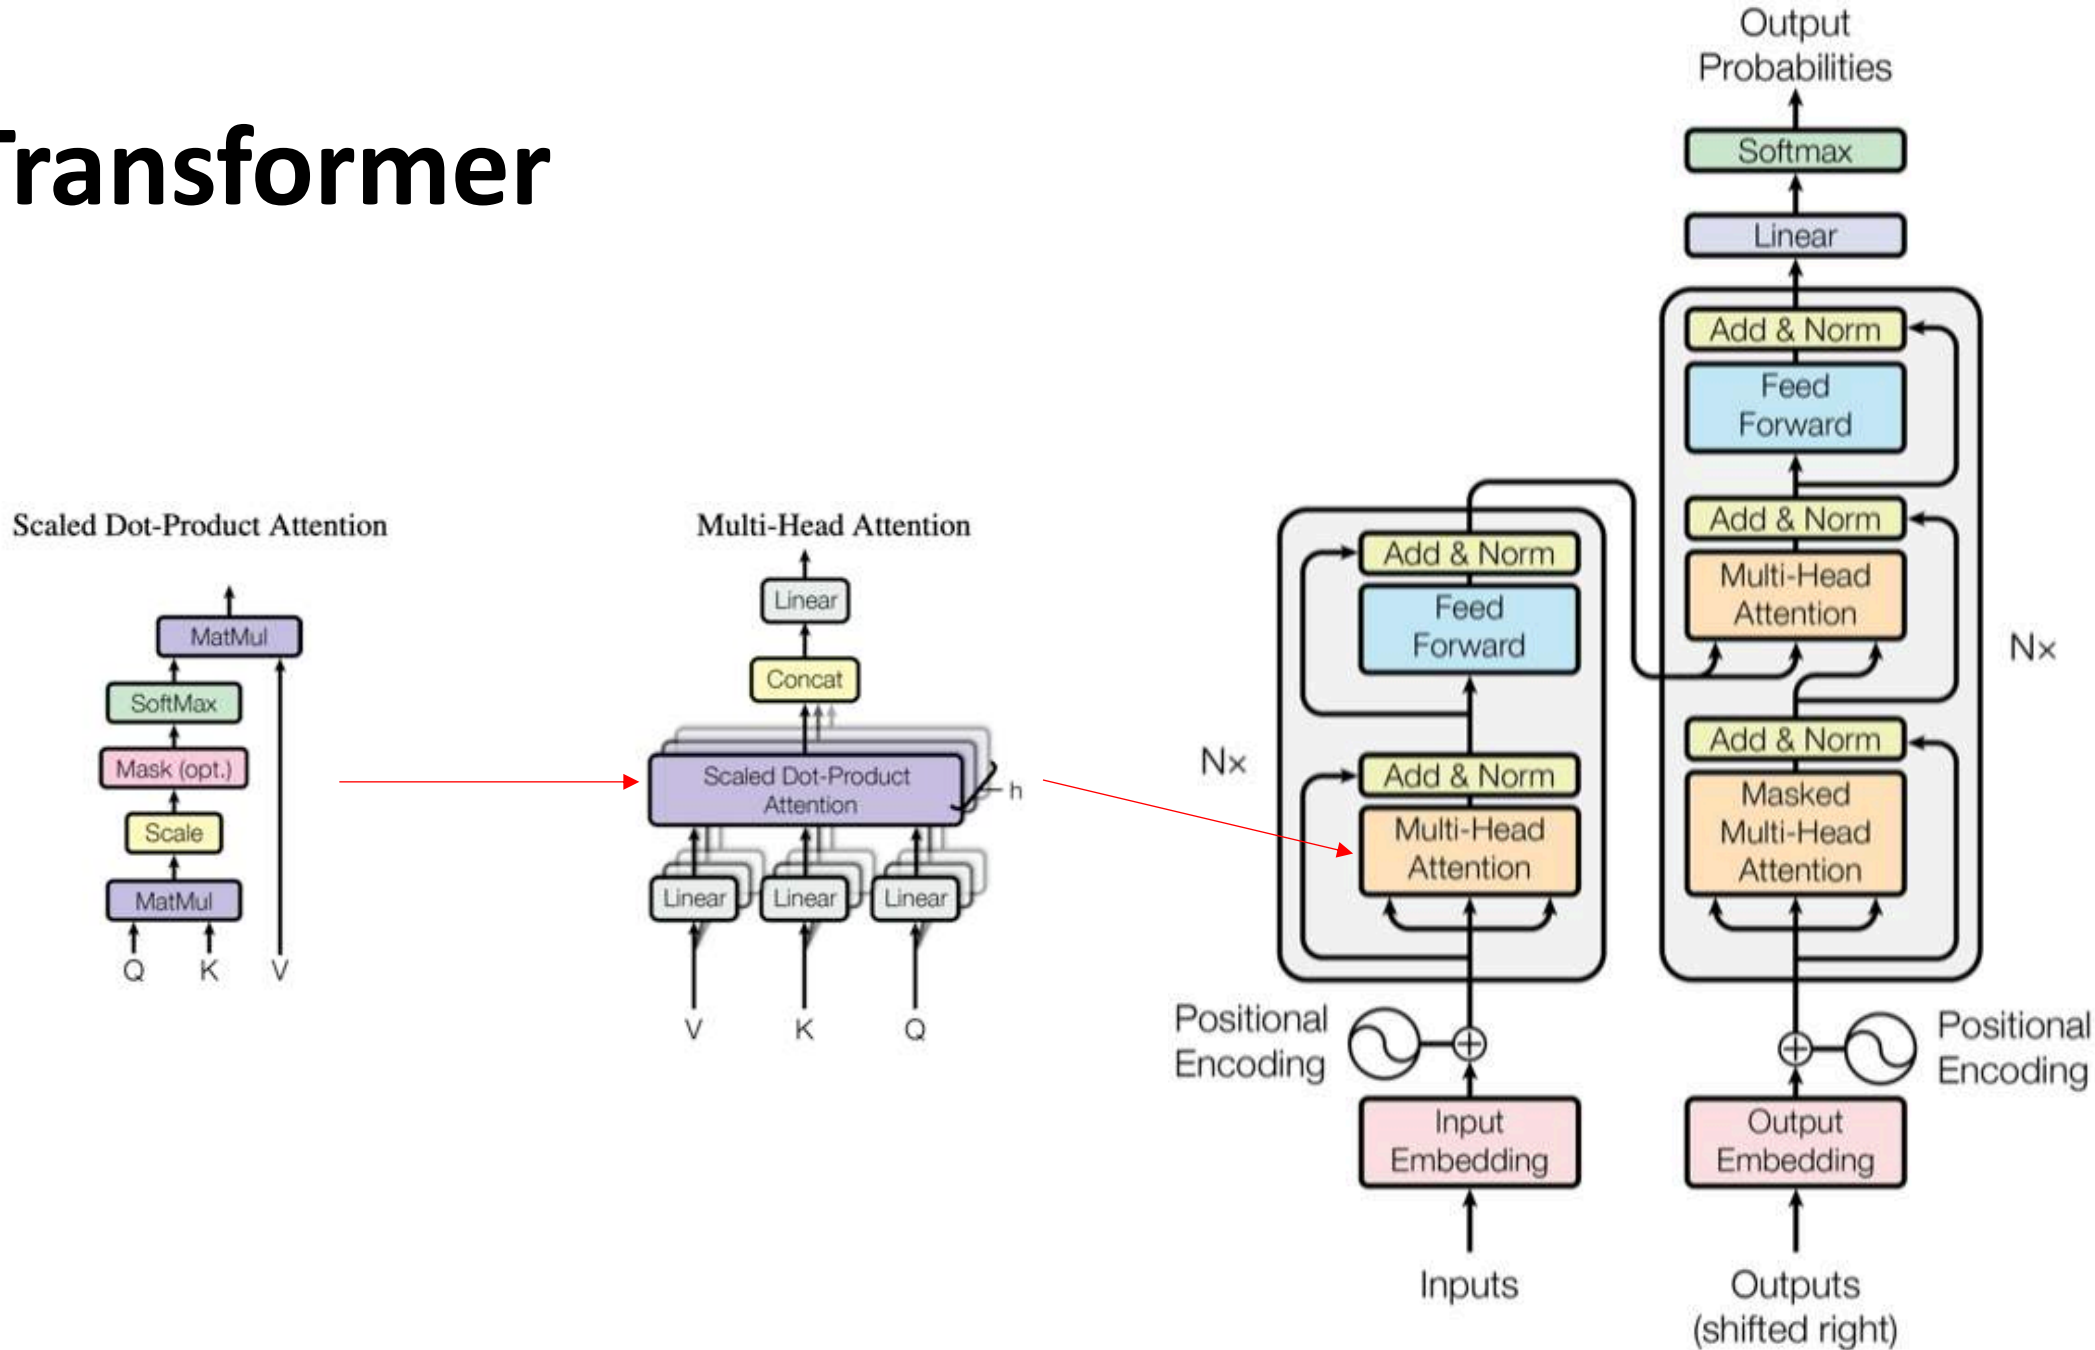 Transformer
Scaled Dot-Product Attention
MatMul
SoftMax
Mask (opt.)
Scale
MatMul
Q K V
Multi-Head Attention
Linear
Concat
Scaled Dot-Product
Attention
h
Linear Linear Linear
V K Q
Add & Norm
Feed
Forward
Nx
Add & Norm
Multi-Head
Attention
Positional
Encoding
Input
Embedding
Inputs
Output
Probabilities
Softmax
Linear
Add & Norm
Feed
Forward
Add & Norm
Multi-Head
Attention
Nx
Add & Norm
Masked
Multi-Head
Attention
Positional
Encoding
Output
Embedding
Outputs
(shifted right)